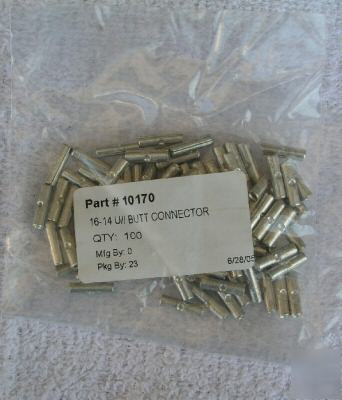 Part # 10170
16-14 U/I BUTT CONNECTOR
QTY: 100
Mfg By: 0
Pkg By: 23
6/28/05